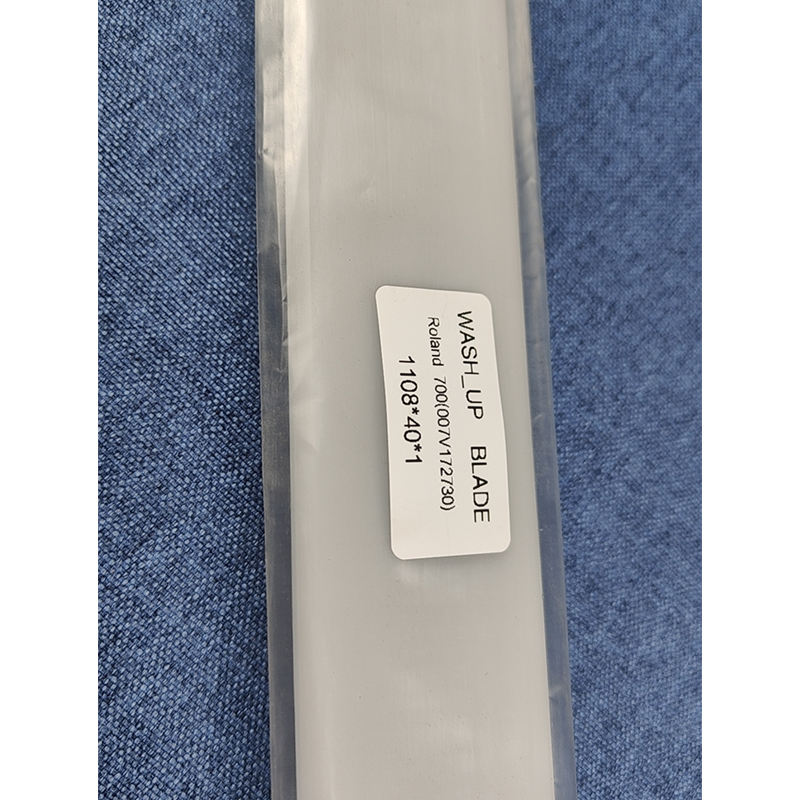 WASH_UP BLADE
Roland 700(007V172730)
1108*40*1